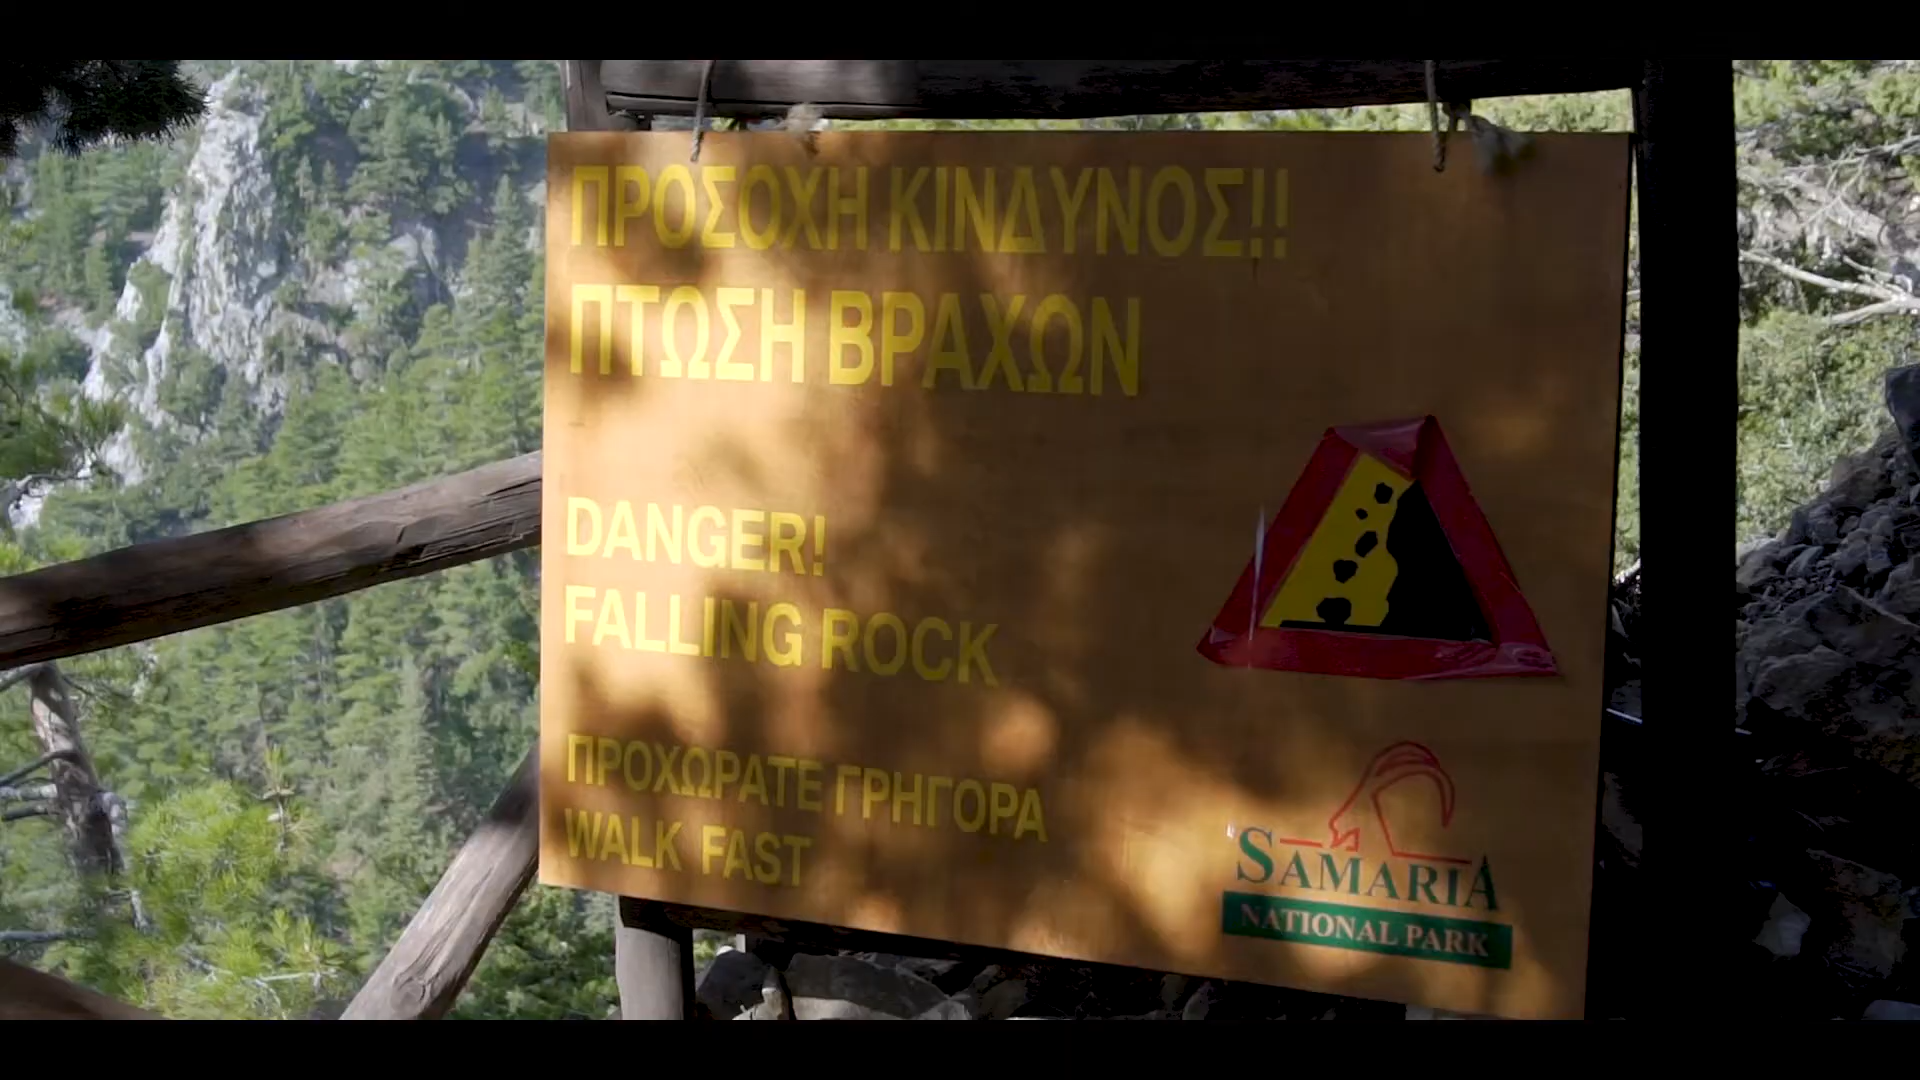 ΠΡΟΣΟΧΗ ΚΙΝΔΥΝΟΣ!!
ΠΤΩΣΗ ΒΡΑΧΩΝ
DANGER!
FALLING ROCK
ΠΡΟΧΩΡΑΤΕ ΓΡΗΓΟΡΑ
WALK FAST
SAMARIA
NATIONAL PARK